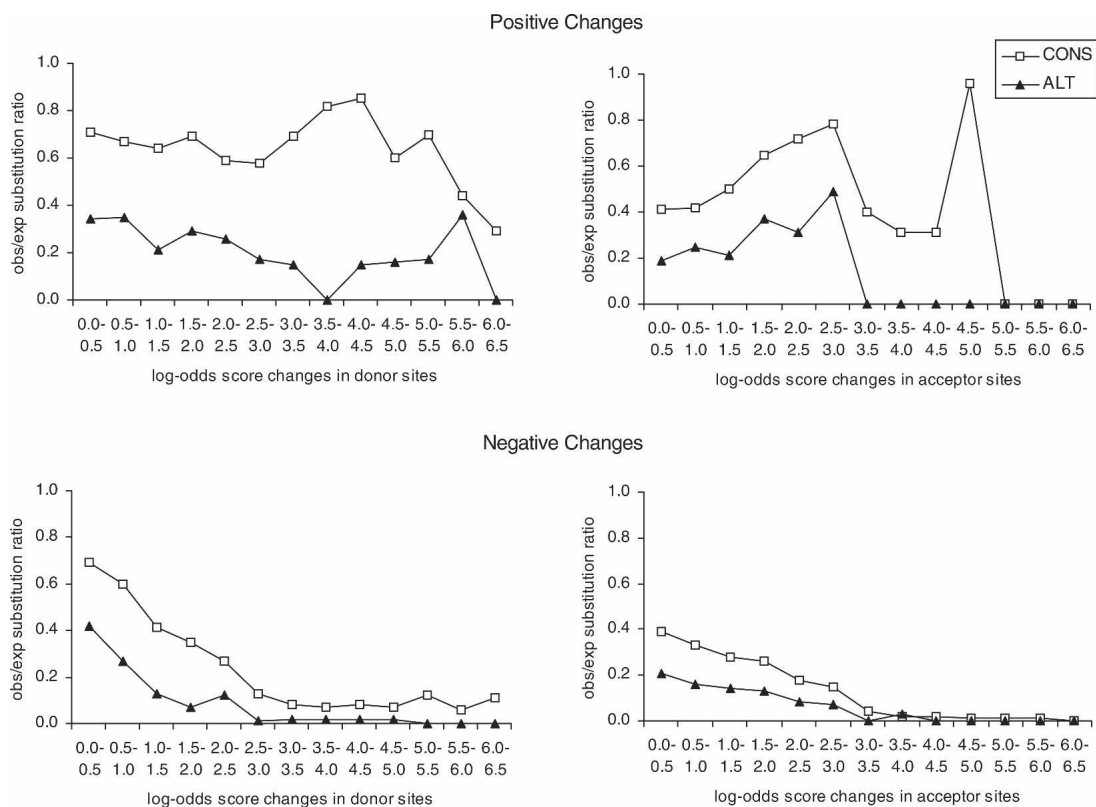 Positive Changes
CONS
ALT
obs/exp substitution ratio
1.0
0.8
0.6
0.4
0.2
0.0
0.0- 0.5- 1.0- 1.5- 2.0- 2.5- 3.0- 3.5- 4.0- 4.5- 5.0- 5.5- 6.0-
0.5 1.0 1.5 2.0 2.5 3.0 3.5 4.0 4.5 5.0 5.5 6.0 6.5
log-odds score changes in donor sites
obs/exp substitution ratio
1.0
0.8
0.6
0.4
0.2
0.0
0.0- 0.5- 1.0- 1.5- 2.0- 2.5- 3.0- 3.5- 4.0- 4.5- 5.0- 5.5- 6.0-
0.5 1.0 1.5 2.0 2.5 3.0 3.5 4.0 4.5 5.0 5.5 6.0 6.5
log-odds score changes in acceptor sites
Negative Changes
obs/exp substitution ratio
1.0
0.8
0.6
0.4
0.2
0.0
0.0- 0.5- 1.0- 1.5- 2.0- 2.5- 3.0- 3.5- 4.0- 4.5- 5.0- 5.5- 6.0-
0.5 1.0 1.5 2.0 2.5 3.0 3.5 4.0 4.5 5.0 5.5 6.0 6.5
log-odds score changes in donor sites
obs/exp substitution ratio
1.0
0.8
0.6
0.4
0.2
0.0
0.0- 0.5- 1.0- 1.5- 2.0- 2.5- 3.0- 3.5- 4.0- 4.5- 5.0- 5.5- 6.0-
0.5 1.0 1.5 2.0 2.5 3.0 3.5 4.0 4.5 5.0 5.5 6.0 6.5
log-odds score changes in acceptor sites